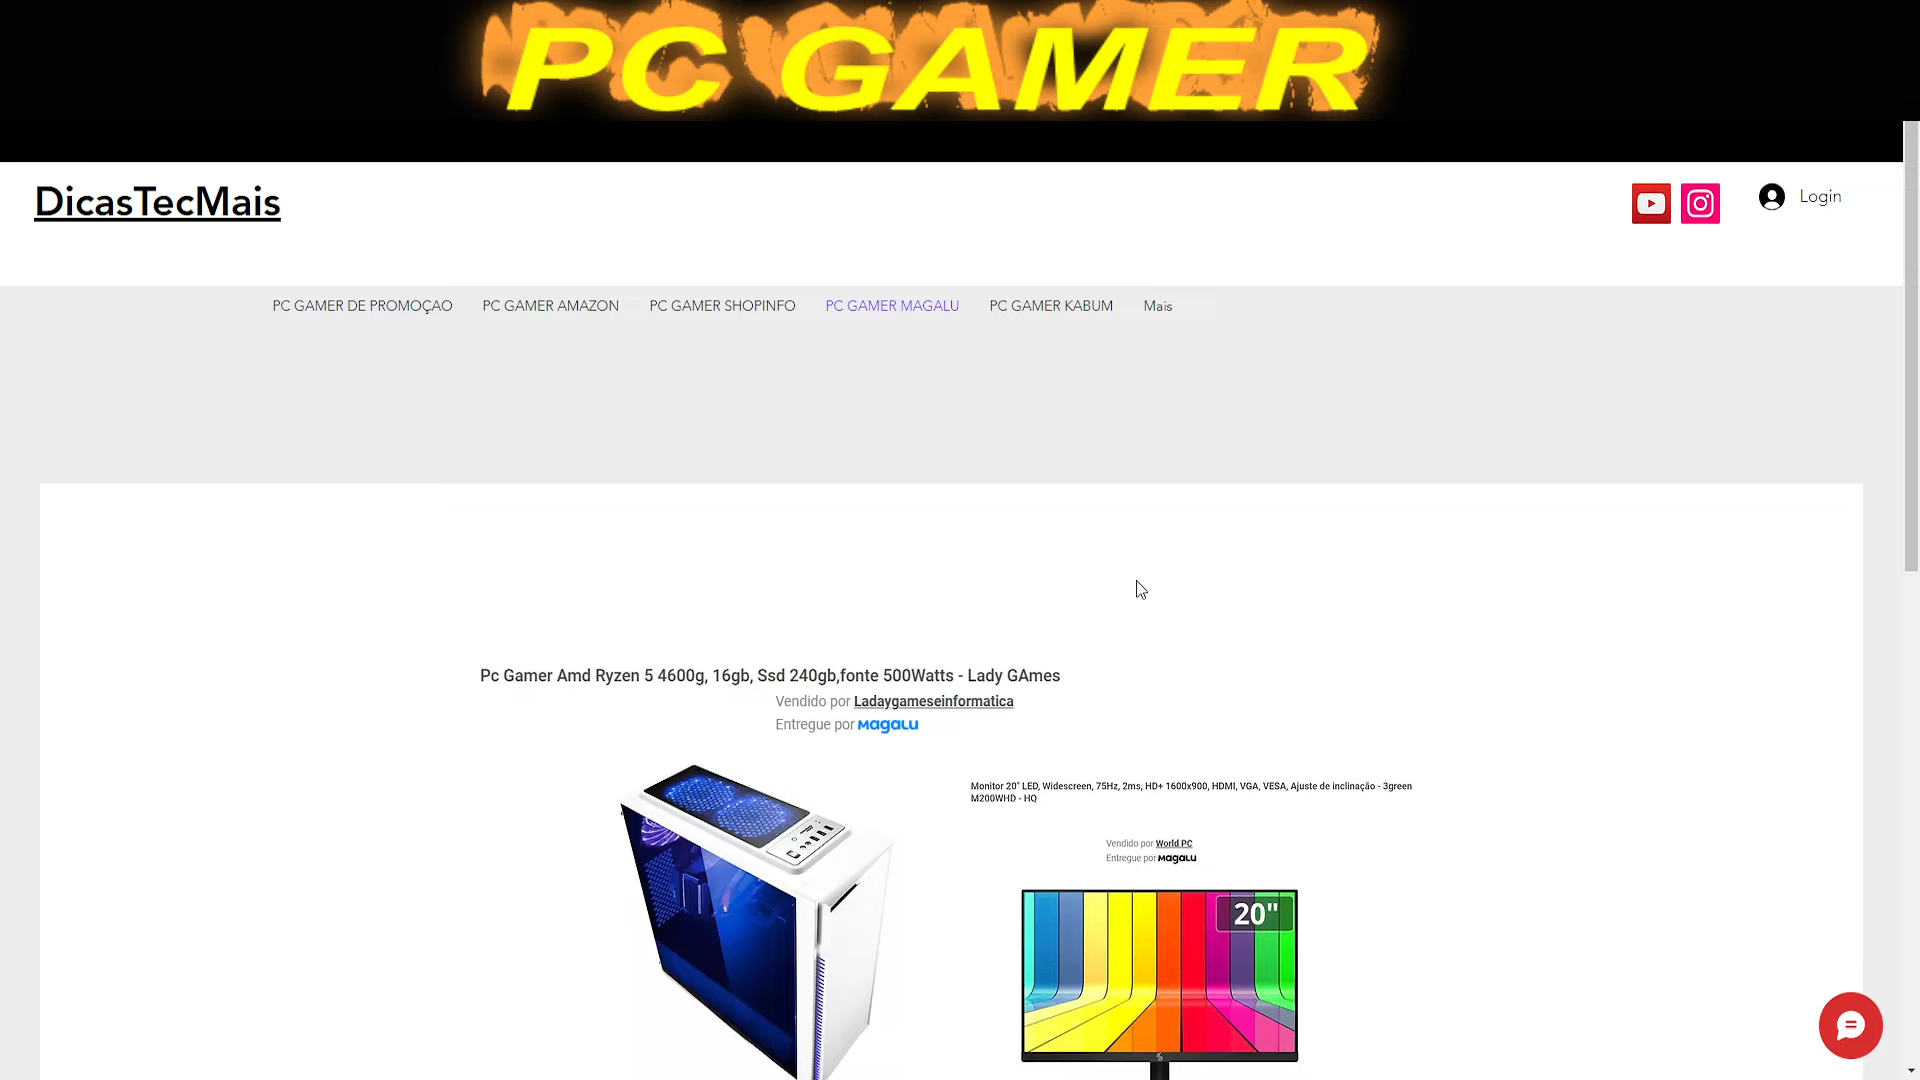 PC GAMER
DicasTecMais
Login
PC GAMER DE PROMOÇAO PC GAMER AMAZON PC GAMER SHOPINFO PC GAMER MAGALU PC GAMER KABUM Mais
Pc Gamer Amd Ryzen 5 4600g, 16gb, Ssd 240gb,fonte 500Watts - Lady GAmes
Vendido por Ladaygameseinformatica
Entregue por Magalu
Monitor 20" LED, Widescreen, 75Hz, 2ms, HD+ 1600x900, HDMI, VGA, VESA, Ajuste de inclinação - 3green
M200WHD - HQ
Vendido por World PC
Entregue por Magalu
20"